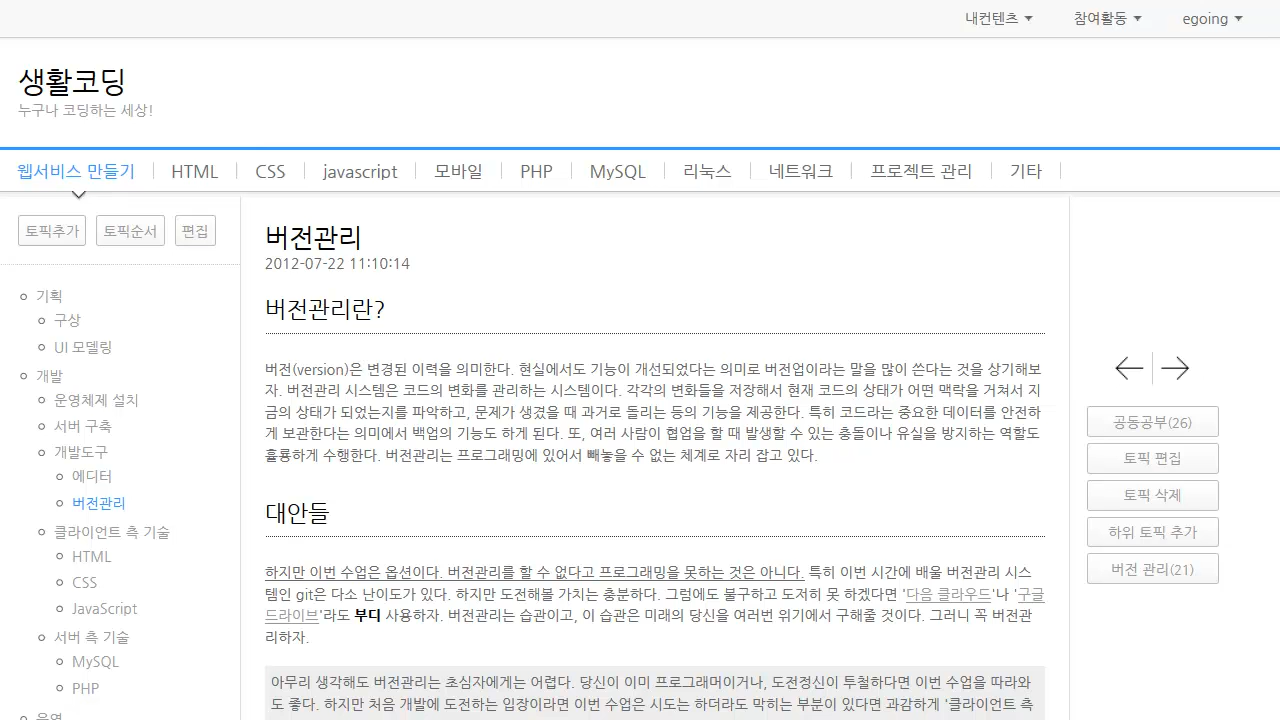 내컨텐츠
참여활동
egoing
생활코딩
누구나 코딩하는 세상!
웹서비스 만들기
HTML
CSS
javascript
모바일
PHP
MySQL
리눅스
네트워크
프로젝트 관리
기타
토픽추가
토픽순서
편집
기획
구상
UI 모델링
개발
운영체제 설치
서버 구축
개발도구
에디터
버전관리
클라이언트 측 기술
HTML
CSS
JavaScript
서버 측 기술
MySQL
PHP
운영
버전관리
2012-07-22 11:10:14
버전관리란?
버전(version)은 변경된 이력을 의미한다. 현실에서도 기능이 개선되었다는 의미로 버전업이라는 말을 많이 쓴다는 것을 상기해보
자. 버전관리 시스템은 코드의 변화를 관리하는 시스템이다. 각각의 변화들을 저장해서 현재 코드의 상태가 어떤 맥락을 거쳐서 지
금의 상태가 되었는지를 파악하고, 문제가 생겼을 때 과거로 돌리는 등의 기능을 제공한다. 특히 코드라는 중요한 데이터를 안전하
게 보관한다는 의미에서 백업의 기능도 하게 된다. 또, 여러 사람이 협업을 할 때 발생할 수 있는 충돌이나 유실을 방지하는 역할도
휼륭하게 수행한다. 버전관리는 프로그래밍에 있어서 빼놓을 수 없는 체계로 자리 잡고 있다.
대안들
하지만 이번 수업은 옵션이다. 버전관리를 할 수 없다고 프로그래밍을 못하는 것은 아니다. 특히 이번 시간에 배울 버전관리 시스
템인 git은 다소 난이도가 있다. 하지만 도전해볼 가치는 충분하다. 그럼에도 불구하고 도저히 못 하겠다면 '다음 클라우드'나 '구글
드라이브'라도 부디 사용하자. 버전관리는 습관이고, 이 습관은 미래의 당신을 여러번 위기에서 구해줄 것이다. 그러니 꼭 버전관
리하자.
아무리 생각해도 버전관리는 초심자에게는 어렵다. 당신이 이미 프로그래머이거나, 도전정신이 투철하다면 이번 수업을 따라와
도 좋다. 하지만 처음 개발에 도전하는 입장이라면 이번 수업은 시도는 하더라도 막히는 부분이 있다면 과감하게 '클라이언트 측
공동공부(26)
토픽 편집
토픽 삭제
하위 토픽 추가
버전 관리(21)